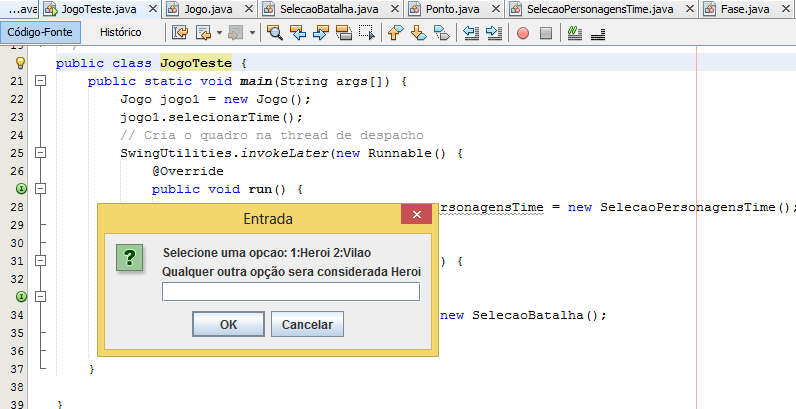 ...ava JogoTeste.java Jogo.java SelecaoBatalha.java Ponto.java SelecaoPersonagensTime.java Fase.java
Código-Fonte Histórico
public class JogoTeste {
21 public static void main(String args[]) {
22 Jogo jogo1 = new Jogo();
23 jogo1.selecionarTime();
24 // Cria o quadro na thread de despacho
25 SwingUtilities.invokeLater(new Runnable() {
26 @Override
public void run() {
28 ersonagensTime = new SelecaoPersonagensTime();
29
30
31 ) {
32
34 new SelecaoBatalha();
35
36
37 }
38
39 }
Entrada
Selecione uma opcao: 1:Heroi 2:Vilao
Qualquer outra opção sera considerada Heroi
OK Cancelar